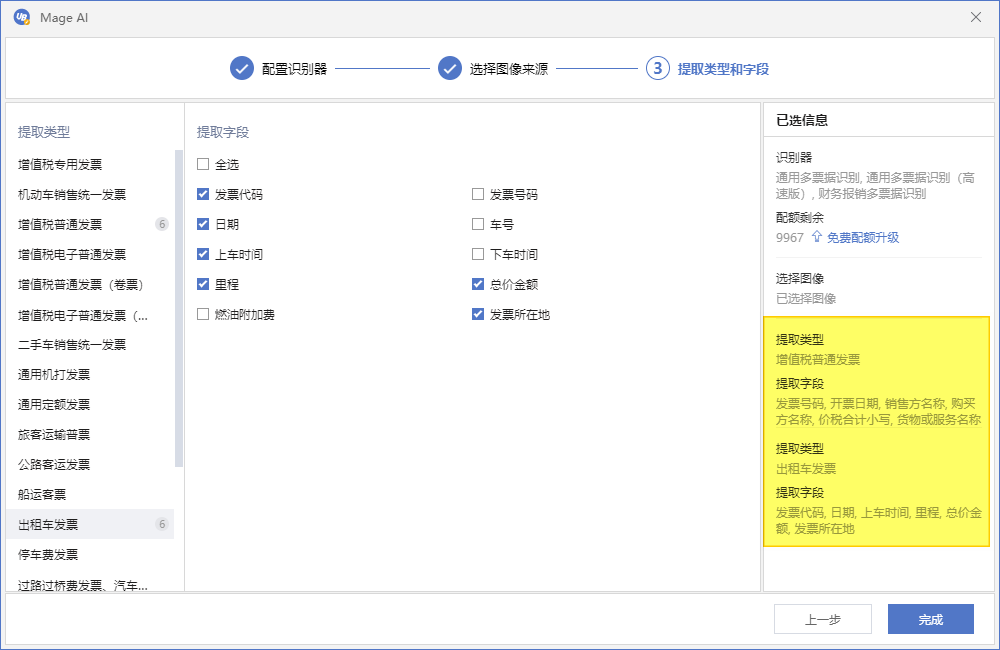 Mage AI
配置识别器
选择图像来源
3 提取类型和字段
提取类型
增值税专用发票
机动车销售统一发票
增值税普通发票 6
增值税电子普通发票
增值税普通发票（卷票）
增值税电子普通发票（...
二手车销售统一发票
通用机打发票
通用定额发票
旅客运输普票
公路客运发票
船运客票
出租车发票 6
停车费发票
过路过桥费发票、汽车...
提取字段
全选
发票代码 发票号码
日期 车号
上车时间 下车时间
里程 总价金额
燃油附加费 发票所在地
已选信息
识别器
通用多票据识别, 通用多票据识别（高
速版）, 财务报销多票据识别
配额剩余
9967 免费配额升级
选择图像
已选择图像
提取类型
增值税普通发票
提取字段
发票号码, 开票日期, 销售方名称, 购买
方名称, 价税合计小写, 货物或服务名称
提取类型
出租车发票
提取字段
发票代码, 日期, 上车时间, 里程, 总价金
额, 发票所在地
上一步 完成